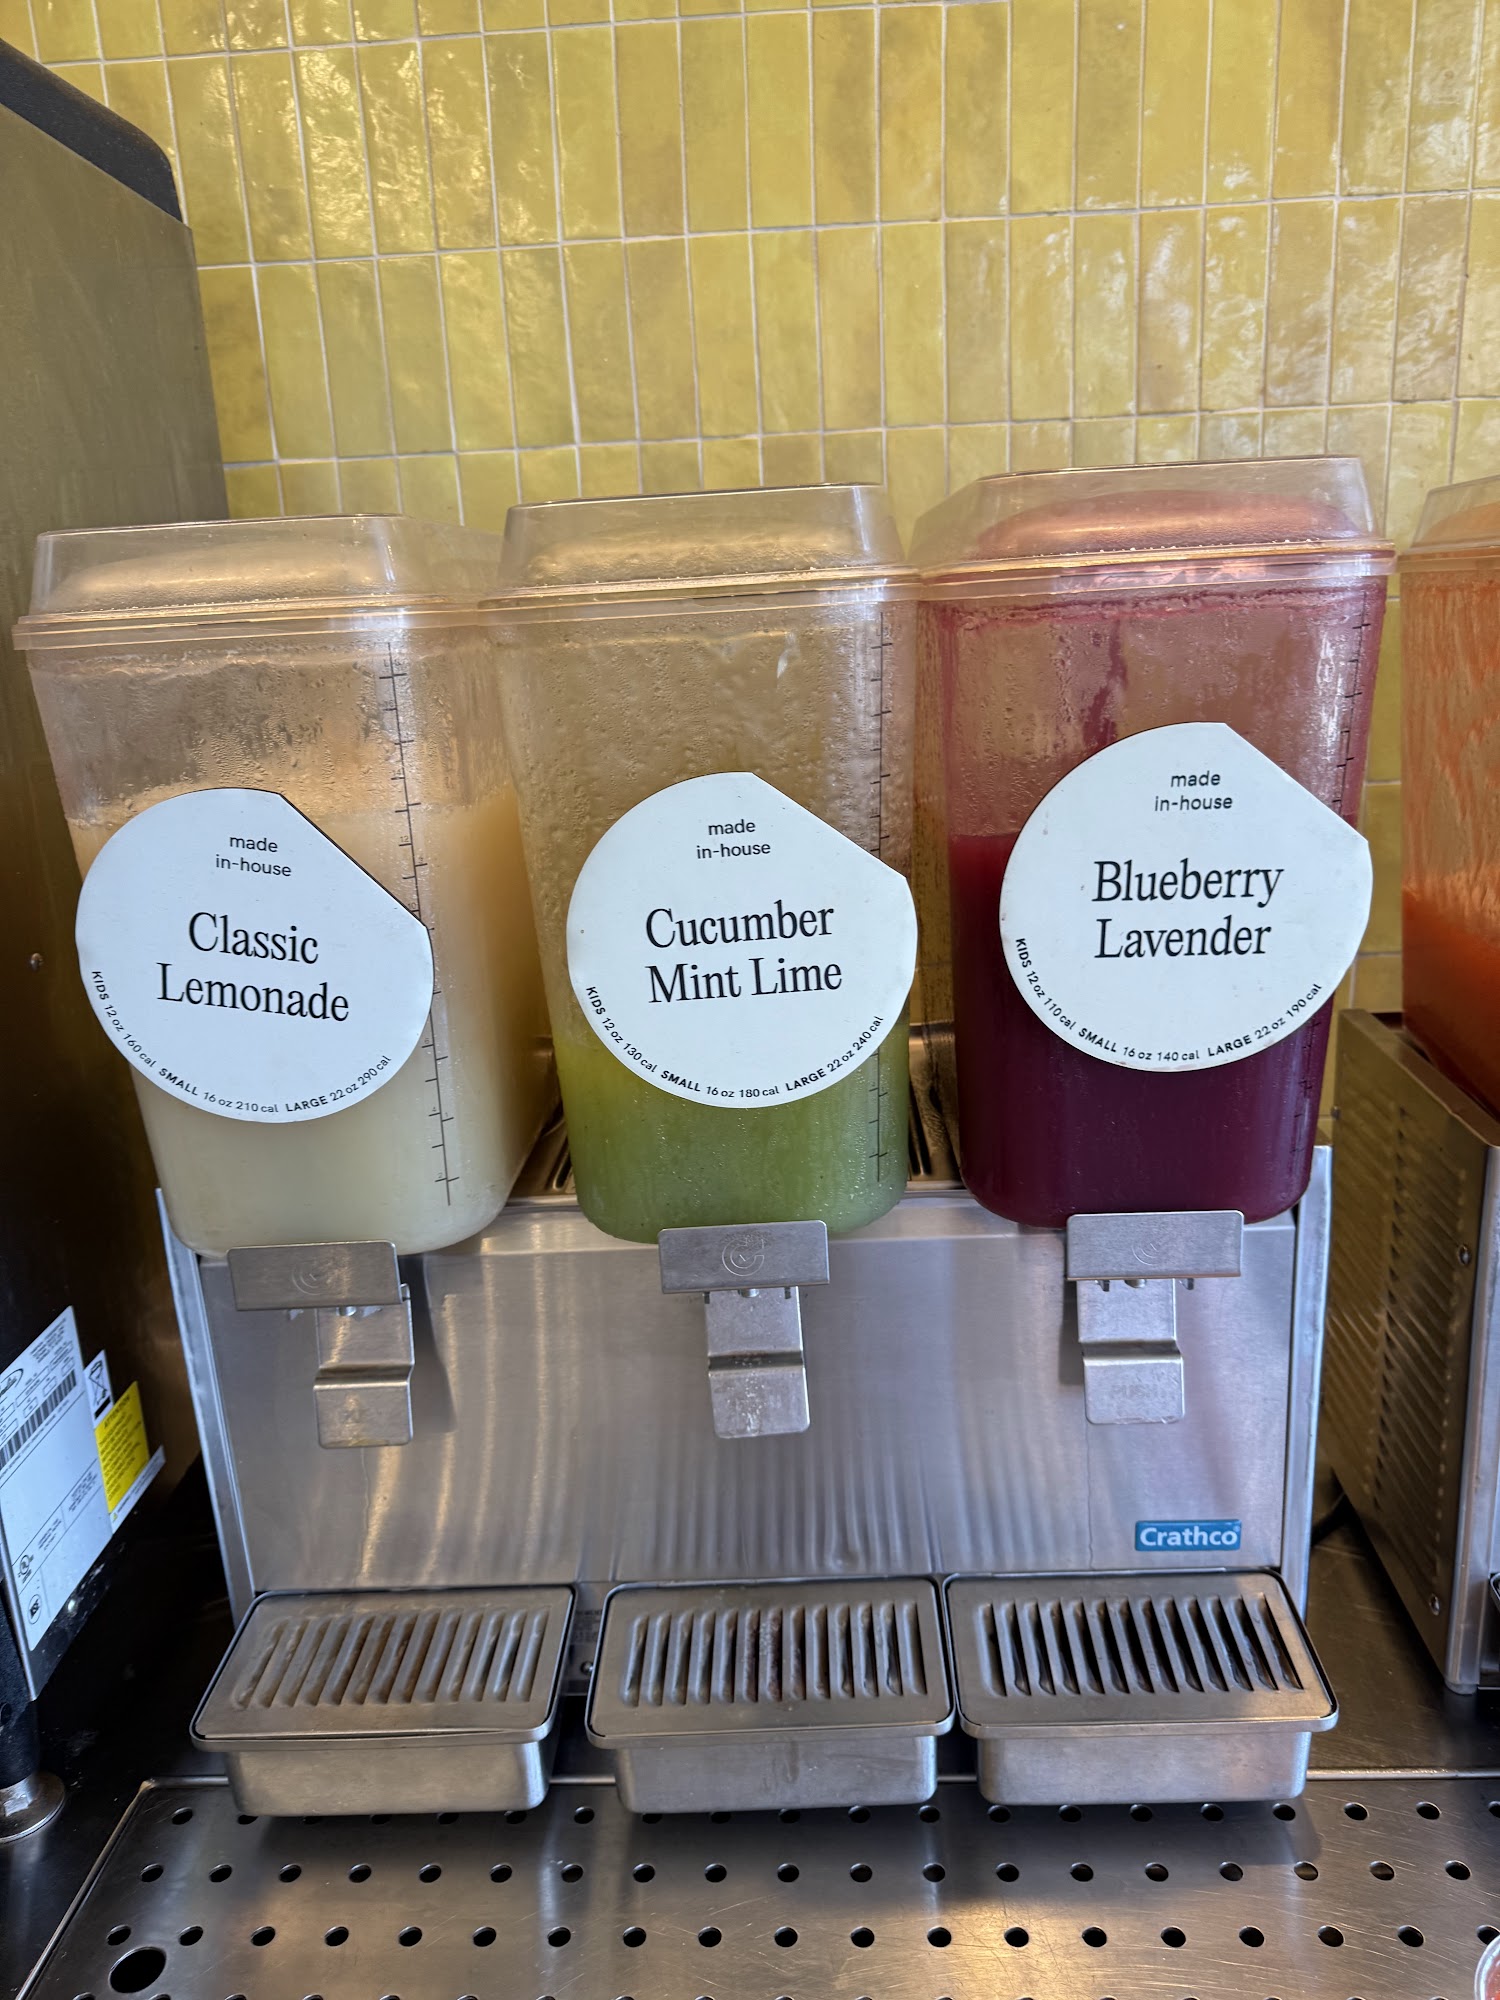 made
in-house
Classic
Lemonade
KIDS 12 oz 160 cal SMALL 16 oz 210 cal LARGE 22 oz 290 cal
made
in-house
Cucumber
Mint Lime
KIDS 12 oz 130 cal SMALL 16 oz 180 cal LARGE 22 oz 240 cal
made
in-house
Blueberry
Lavender
KIDS 12 oz 110 cal SMALL 16 oz 140 cal LARGE 22 oz 190 cal
PUSH
Crathco